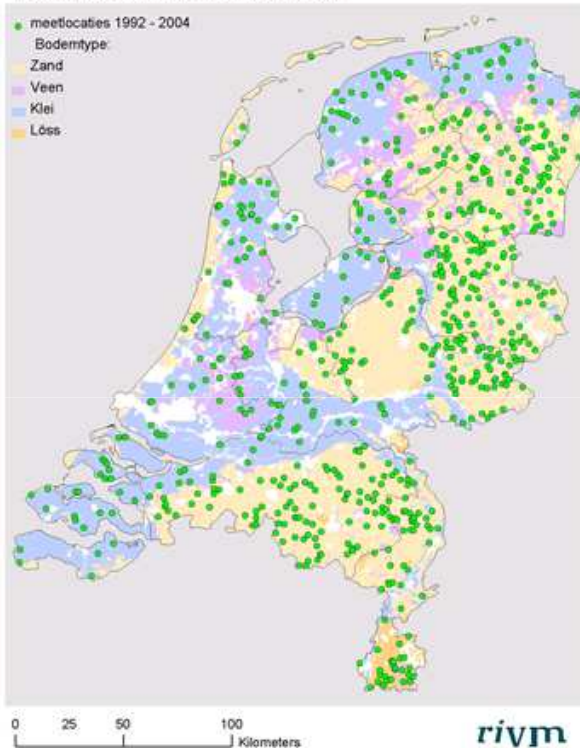 meetlocaties 1992 - 2004
Bodemtype:
Zand
Veen
Klei
Löss
0 25 50 100
Kilometers
rivm